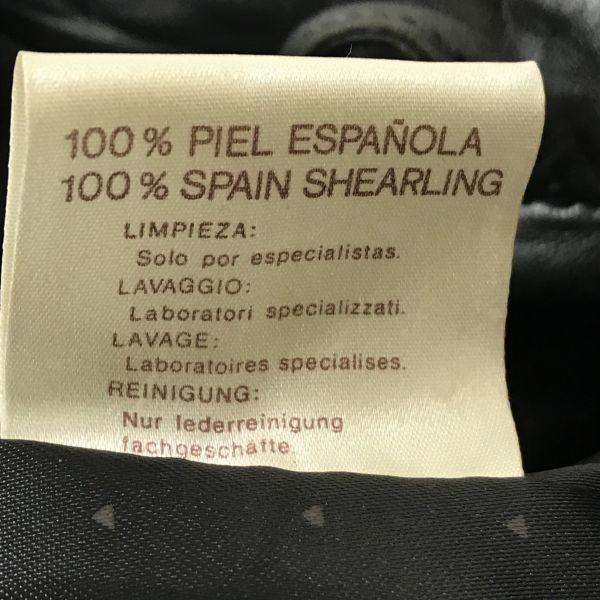 100% PIEL ESPAÑOLA
100% SPAIN SHEARLING
LIMPIEZA:
Solo por especialistas.
LAVAGGIO:
Laboratori specializzati.
LAVAGE:
Laboratoires specialises.
REINIGUNG:
Nur lederreinigung
fachgeschäfte